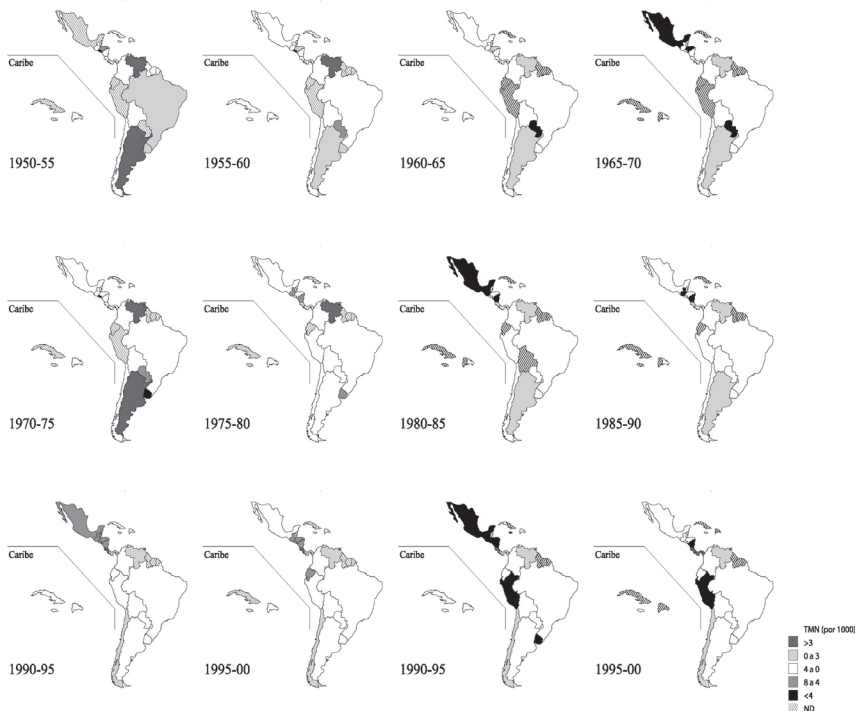 Caribe
1950-55
Caribe
1955-60
Caribe
1960-65
Caribe
1965-70
Caribe
1970-75
Caribe
1975-80
Caribe
1980-85
Caribe
1985-90
Caribe
1990-95
Caribe
1995-00
Caribe
1990-95
Caribe
1995-00
TMN (por 1000)
>3
0 a 3
4 a 0
8 a 4
<4
ND